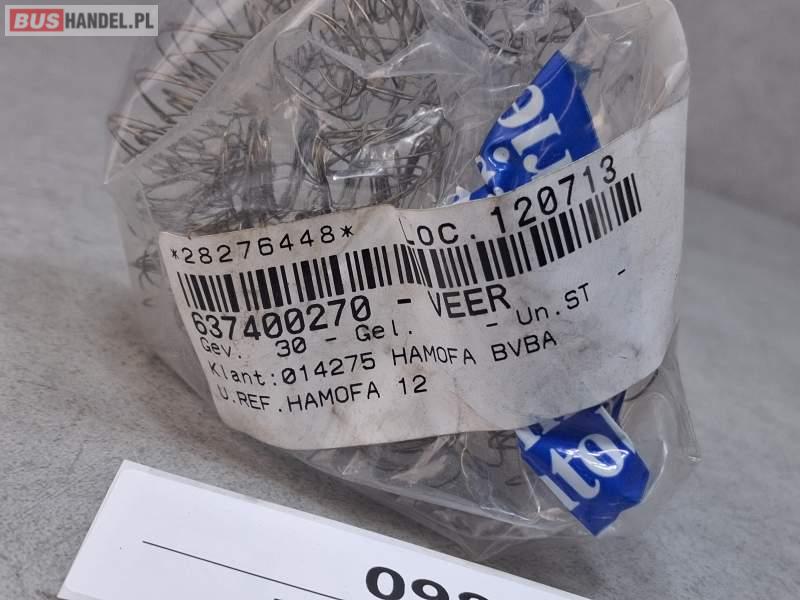 BUSHANDEL.PL
*28276448*
LOC.120713
637400270 - VEER
Gev. 30 - Gel. - Un.ST -
Klant:014275 HAMOFA BVBA
U.REF.HAMOFA 12